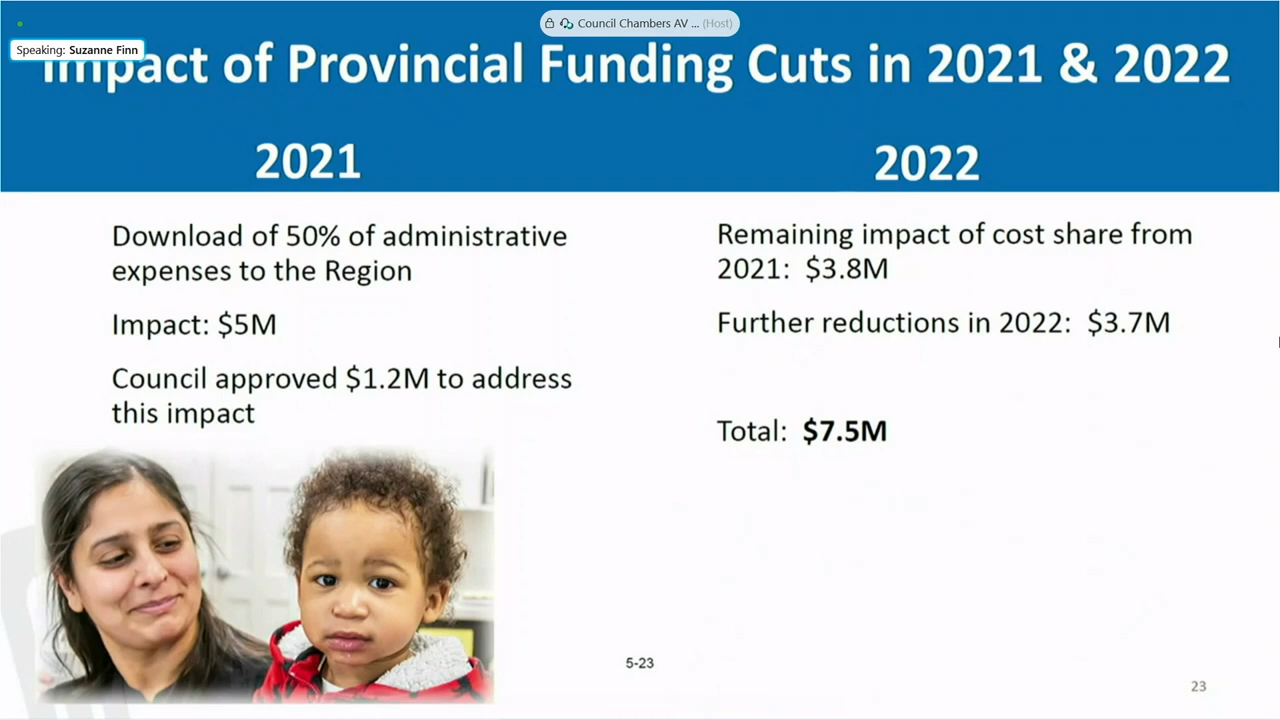 Council Chambers AV ... (Host)
Speaking: Suzanne Finn
Impact of Provincial Funding Cuts in 2021 & 2022
2021
2022
Download of 50% of administrative
expenses to the Region
Impact: $5M
Council approved $1.2M to address
this impact
Remaining impact of cost share from
2021: $3.8M
Further reductions in 2022: $3.7M
Total: $7.5M
5-23
23